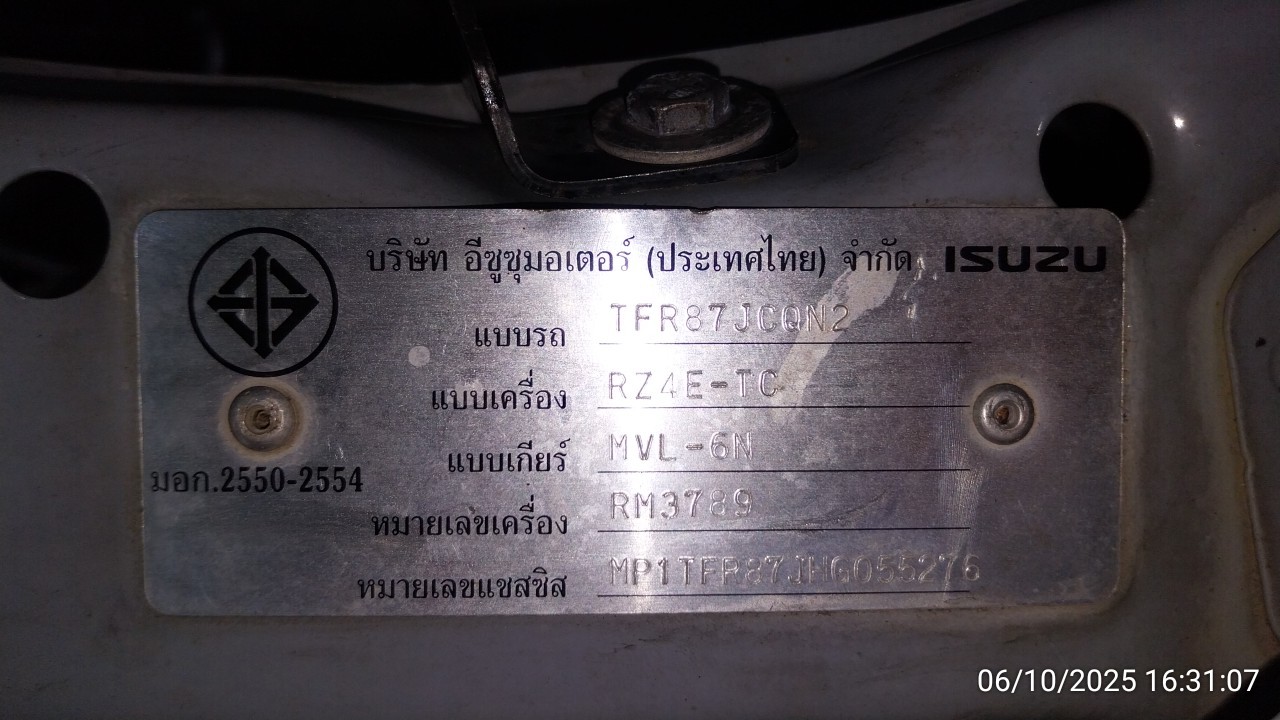 บริษัท อีซูซุมอเตอร์ (ประเทศไทย) จำกัด ISUZU
แบบรถ TFR87JCQN2
แบบเครื่อง RZ4E-TC
แบบเกียร์ MVL-6N
มอก.2550-2554
หมายเลขเครื่อง RM3789
หมายเลขแชสซิส MP1TFR87JHG055276
06/10/2025 16:31:07